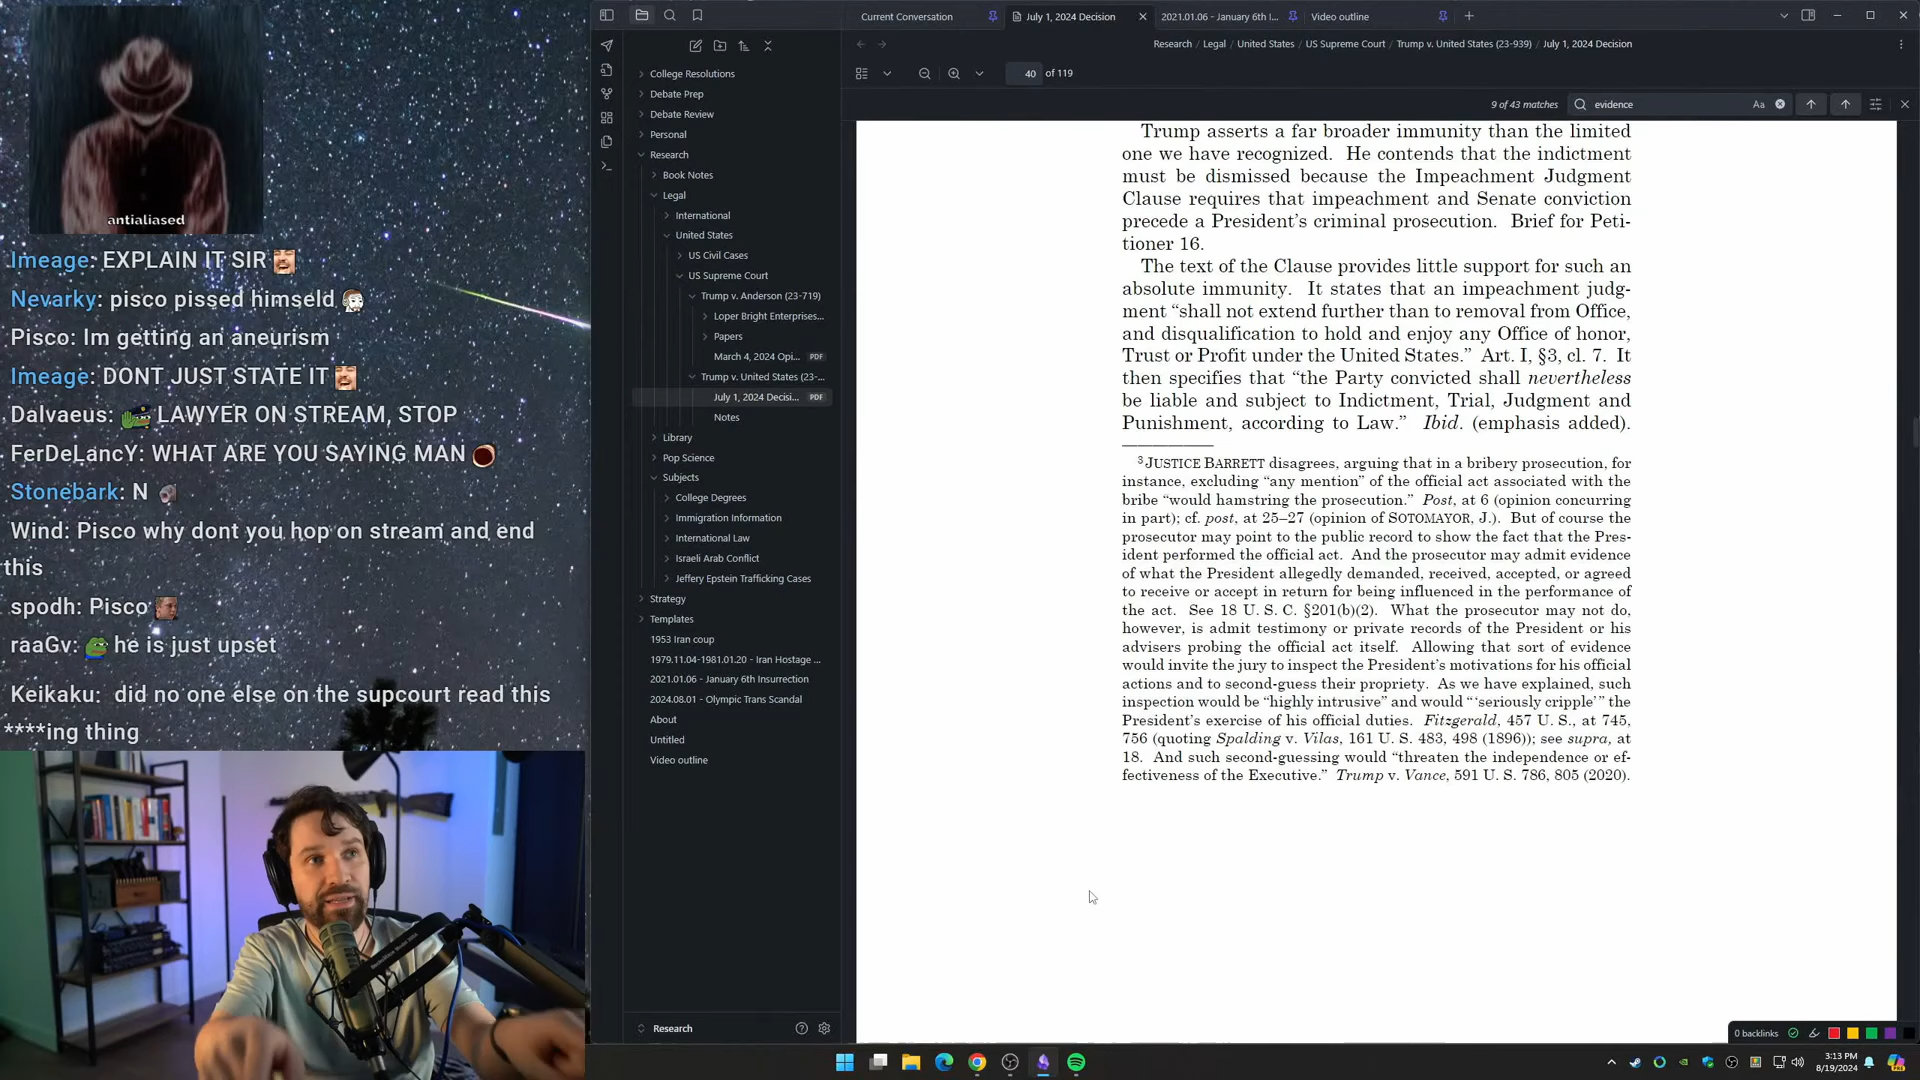 antialiased
Imeage: EXPLAIN IT SIR
Nevarky: pisco pissed himseld
Pisco: Im getting an aneurism
Imeage: DONT JUST STATE IT
Dalvaeus: LAWYER ON STREAM, STOP
FerDeLancY: WHAT ARE YOU SAYING MAN
Stonebark: N
Wind: Pisco why dont you hop on stream and end
this
spodh: Pisco
raaGv: he is just upset
Keikaku: did no one else on the supcourt read this
****ing thing
College Resolutions
Debate Prep
Debate Review
Personal
Research
Book Notes
Legal
International
United States
US Civil Cases
US Supreme Court
Trump v. Anderson (23-719)
Loper Bright Enterprises...
Papers
March 4, 2024 Opi... PDF
Trump v. United States (23-...
July 1, 2024 Decisi... PDF
Notes
Library
Pop Science
Subjects
College Degrees
Immigration Information
International Law
Israeli Arab Conflict
Jeffery Epstein Trafficking Cases
Strategy
Templates
1953 Iran coup
1979.11.04-1981.01.20 - Iran Hostage ...
2021.01.06 - January 6th Insurrection
2024.08.01 - Olympic Trans Scandal
About
Untitled
Video outline
Research
Current Conversation
July 1, 2024 Decision
2021.01.06 - January 6th I...
Video outline
Research / Legal / United States / US Supreme Court / Trump v. United States (23-939) / July 1, 2024 Decision
40 of 119
9 of 43 matches
evidence
Aa
Trump asserts a far broader immunity than the limited
one we have recognized. He contends that the indictment
must be dismissed because the Impeachment Judgment
Clause requires that impeachment and Senate conviction
precede a President's criminal prosecution. Brief for Peti-
tioner 16.
The text of the Clause provides little support for such an
absolute immunity. It states that an impeachment judg-
ment "shall not extend further than to removal from Office,
and disqualification to hold and enjoy any Office of honor,
Trust or Profit under the United States." Art. I, §3, cl. 7. It
then specifies that "the Party convicted shall nevertheless
be liable and subject to Indictment, Trial, Judgment and
Punishment, according to Law." Ibid. (emphasis added).
3 JUSTICE BARRETT disagrees, arguing that in a bribery prosecution, for
instance, excluding "any mention" of the official act associated with the
bribe "would hamstring the prosecution." Post, at 6 (opinion concurring
in part); cf. post, at 25–27 (opinion of SOTOMAYOR, J.). But of course the
prosecutor may point to the public record to show the fact that the Pres-
ident performed the official act. And the prosecutor may admit evidence
of what the President allegedly demanded, received, accepted, or agreed
to receive or accept in return for being influenced in the performance of
the act. See 18 U. S. C. §201(b)(2). What the prosecutor may not do,
however, is admit testimony or private records of the President or his
advisers probing the official act itself. Allowing that sort of evidence
would invite the jury to inspect the President's motivations for his official
actions and to second-guess their propriety. As we have explained, such
inspection would be "highly intrusive" and would "'seriously cripple'" the
President's exercise of his official duties. Fitzgerald, 457 U. S., at 745,
756 (quoting Spalding v. Vilas, 161 U. S. 483, 498 (1896)); see supra, at
18. And such second-guessing would "threaten the independence or ef-
fectiveness of the Executive." Trump v. Vance, 591 U. S. 786, 805 (2020).
0 backlinks
3:13 PM
8/19/2024